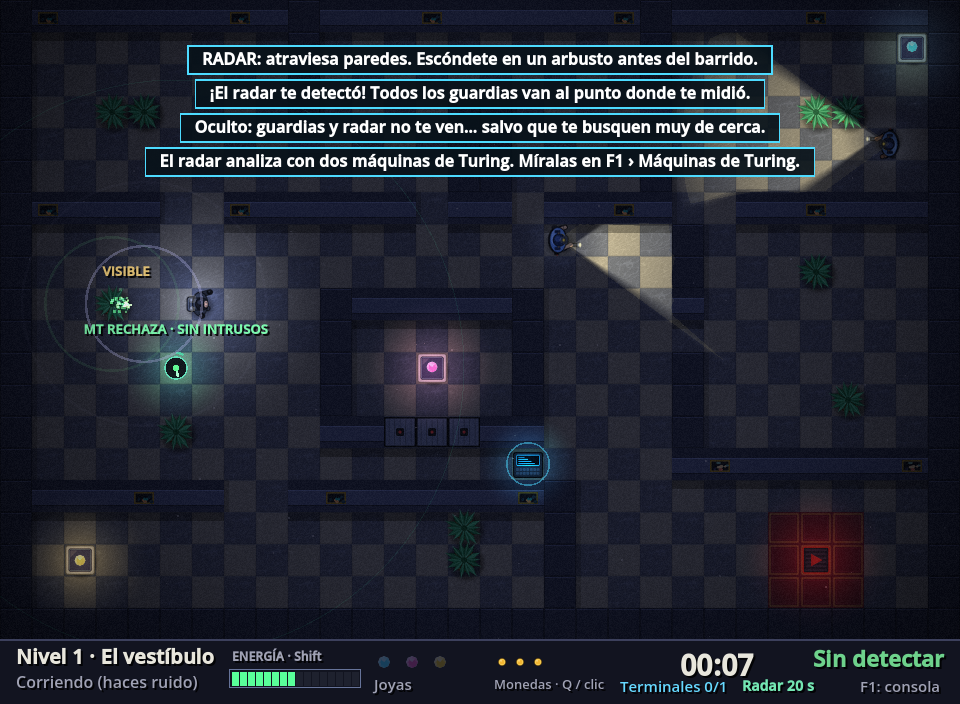 RADAR: atraviesa paredes. Escóndete en un arbusto antes del barrido.
¡El radar te detectó! Todos los guardias van al punto donde te midió.
Oculto: guardias y radar no te ven... salvo que te busquen muy de cerca.
El radar analiza con dos máquinas de Turing. Míralas en F1 › Máquinas de Turing.
VISIBLE
MT RECHAZA · SIN INTRUSOS
Nivel 1 · El vestíbulo
ENERGÍA · Shift
00:07
Sin detectar
Corriendo (haces ruido)
Joyas
Monedas · Q / clic
Terminales 0/1
Radar 20 s
F1: consola